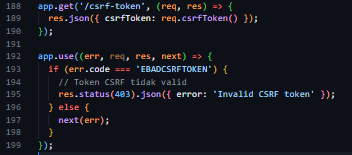 188 app.get('/csrf-token', (req, res) => {
189   res.json({ csrfToken: req.csrfToken() });
190 });
191
192 app.use((err, req, res, next) => {
193   if (err.code === 'EBADCSRFTOKEN') {
194     // Token CSRF tidak valid
195     res.status(403).json({ error: 'Invalid CSRF token' });
196   } else {
197     next(err);
198   }
199 });